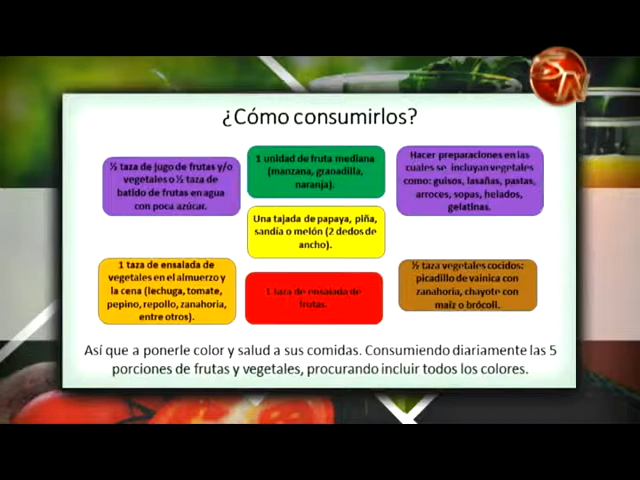 ¿Cómo consumirlos?
½ taza de jugo de frutas y/o
vegetales o ½ taza de
batido de frutas en agua
con poca azúcar.
1 unidad de fruta mediana
(manzana, granadilla,
naranja).
Hacer preparaciones en las
cuales se incluyan vegetales
como: guisos, lasañas, pastas,
arroces, sopas, helados,
gelatinas.
Una tajada de papaya, piña,
sandía o melón (2 dedos de
ancho).
1 taza de ensalada de
vegetales en el almuerzo y
la cena (lechuga, tomate,
pepino, repollo, zanahoria,
entre otros).
1 taza de ensalada de
frutas.
½ taza vegetales cocidos:
picadillo de vainica con
zanahoria, chayote con
maíz o brócoli.
Así que a ponerle color y salud a sus comidas. Consumiendo diariamente las 5
porciones de frutas y vegetales, procurando incluir todos los colores.